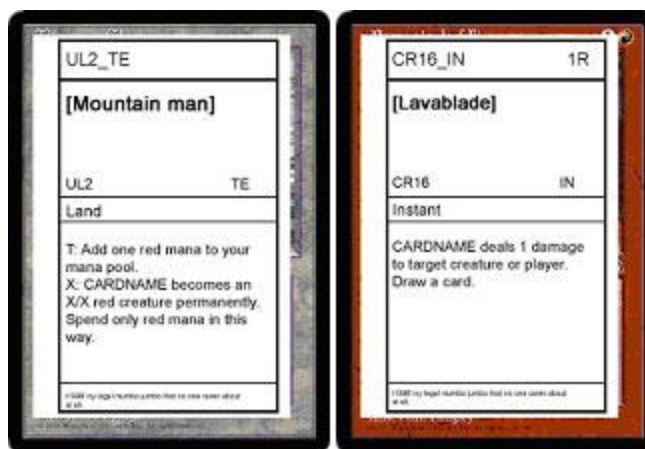 UL2_TE
[Mountain man]
UL2 TE
Land
T: Add one red mana to your
mana pool.
X: CARDNAME becomes an
X/X red creature permanently.
Spend only red mana in this
way.
CR16_IN 1R
[Lavablade]
CR16 IN
Instant
CARDNAME deals 1 damage
to target creature or player.
Draw a card.